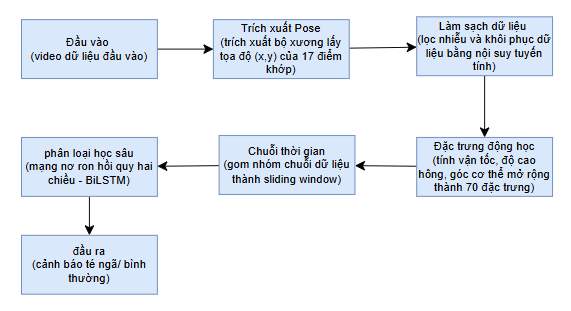 Đầu vào
(video dữ liệu đầu vào)
Trích xuất Pose
(trích xuất bộ xương lấy
tọa độ (x,y) của 17 điểm
khớp)
Làm sạch dữ liệu
(lọc nhiễu và khôi phục dữ
liệu bằng nội suy tuyến
tính)
Đặc trưng động học
(tính vận tốc, độ cao
hông, góc cơ thể mở rộng
thành 70 đặc trưng)
Chuỗi thời gian
(gom nhóm chuỗi dữ liệu
thành sliding window)
phân loại học sâu
(mạng nơ ron hồi quy hai
chiều - BiLSTM)
đầu ra
(cảnh báo té ngã/ bình
thường)